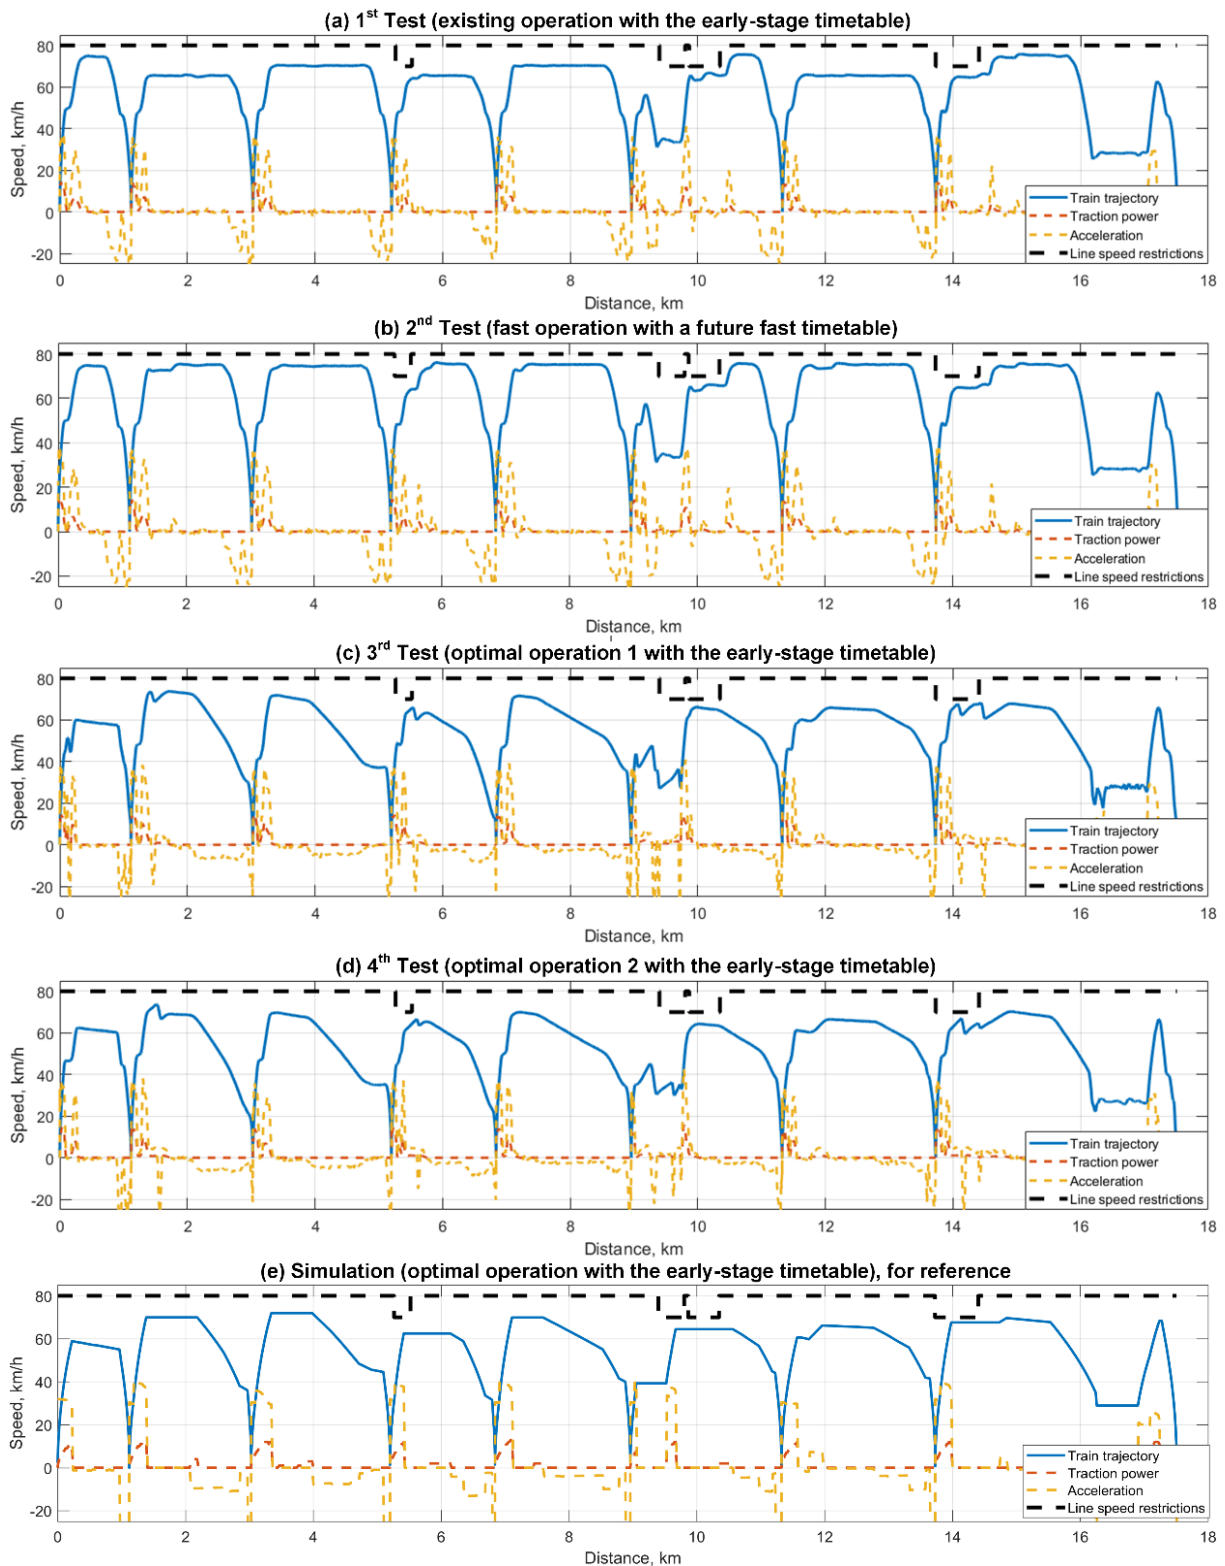 (a) 1st Test (existing operation with the early-stage timetable)
80
60
40
20
0
-20
Speed, km/h
Train trajectory
Traction power
Acceleration
Line speed restrictions
0 2 4 6 8 10 12 14 16 18
Distance, km
(b) 2nd Test (fast operation with a future fast timetable)
80
60
40
20
0
-20
Speed, km/h
Train trajectory
Traction power
Acceleration
Line speed restrictions
0 2 4 6 8 10 12 14 16 18
Distance, km
(c) 3rd Test (optimal operation 1 with the early-stage timetable)
80
60
40
20
0
-20
Speed, km/h
Train trajectory
Traction power
Acceleration
Line speed restrictions
0 2 4 6 8 10 12 14 16 18
Distance, km
(d) 4th Test (optimal operation 2 with the early-stage timetable)
80
60
40
20
0
-20
Speed, km/h
Train trajectory
Traction power
Acceleration
Line speed restrictions
0 2 4 6 8 10 12 14 16 18
Distance, km
(e) Simulation (optimal operation with the early-stage timetable), for reference
80
60
40
20
0
-20
Speed, km/h
Train trajectory
Traction power
Acceleration
Line speed restrictions
0 2 4 6 8 10 12 14 16 18
Distance, km